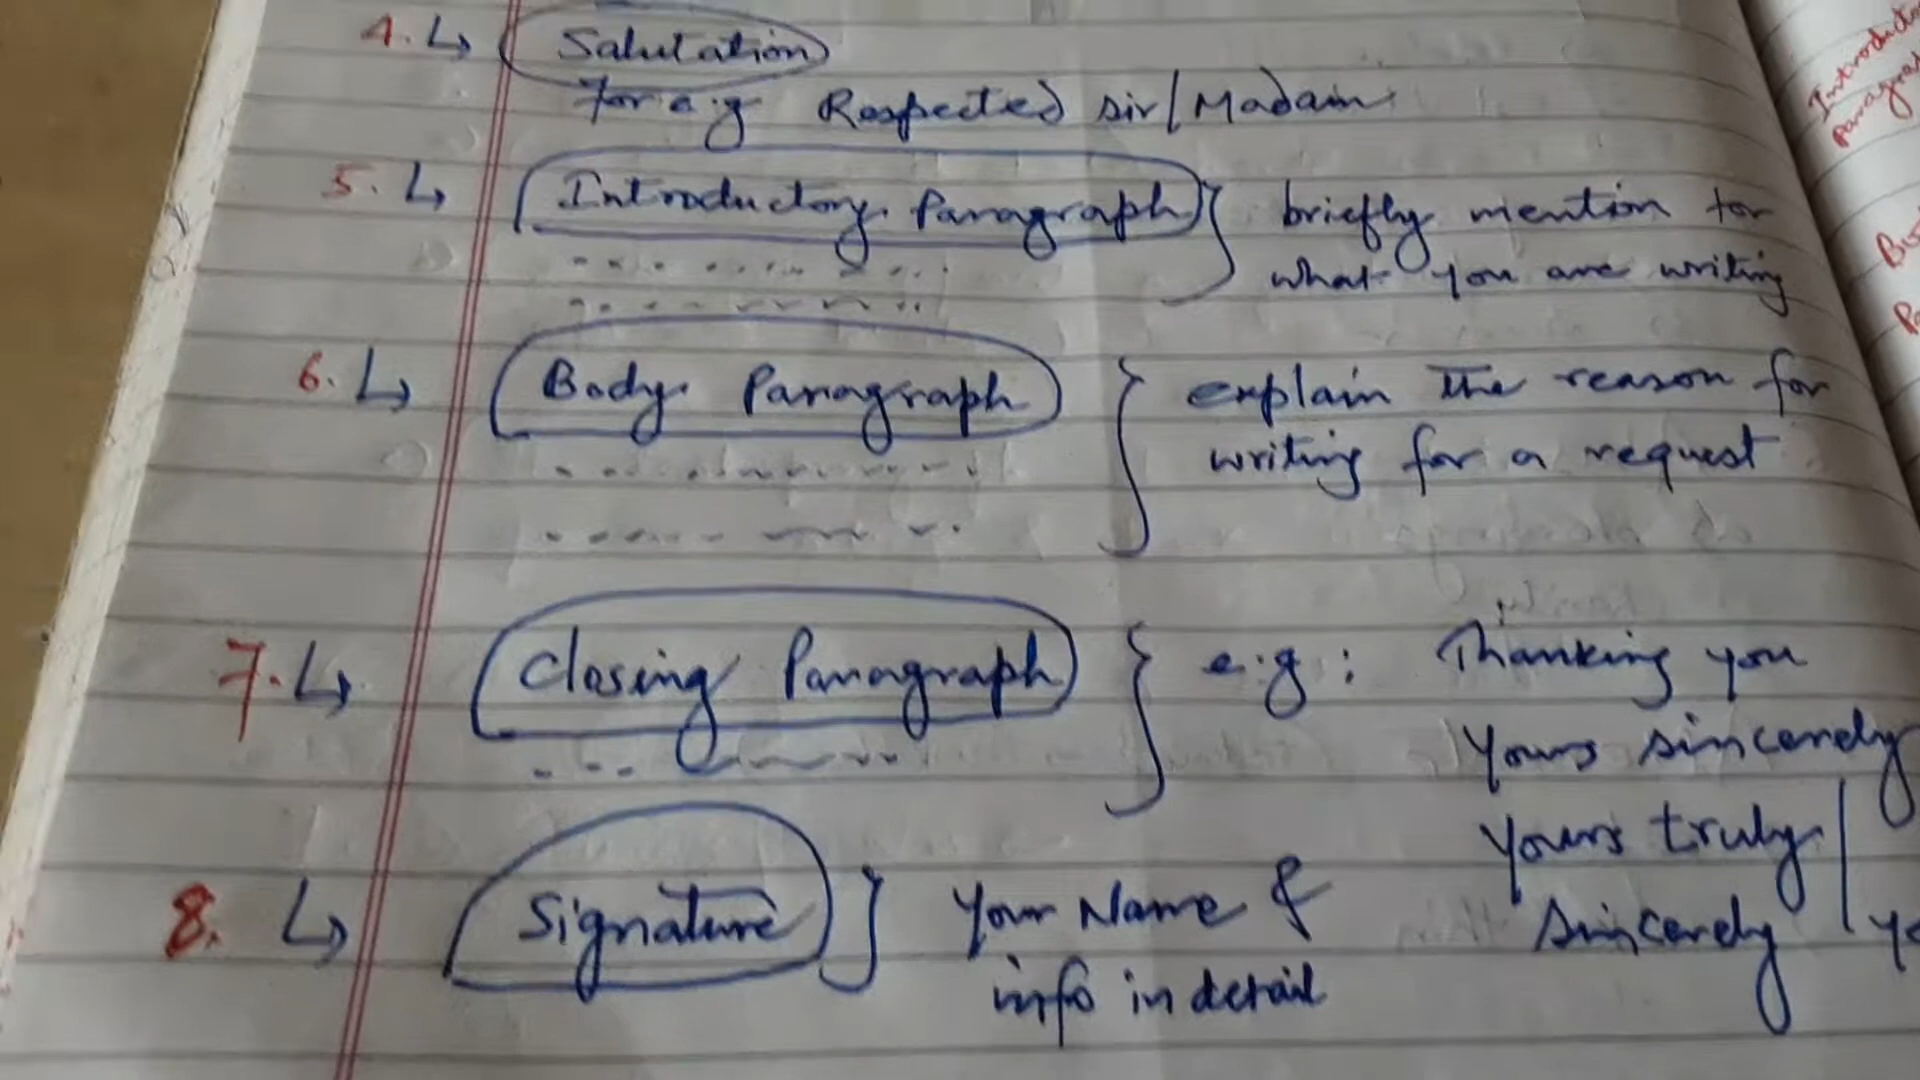 4. ↳ Salutation
For e.g Respected sir/Madam
5. ↳ Introductory Paragraph } briefly mention for
what you are writing
6. ↳ Body Paragraph } explain the reason for
writing for a request
7. ↳ Closing Paragraph } e.g: Thanking you
Yours sincerely
Yours truly/
sincerely
8. ↳ Signature } Your Name &
info in detail